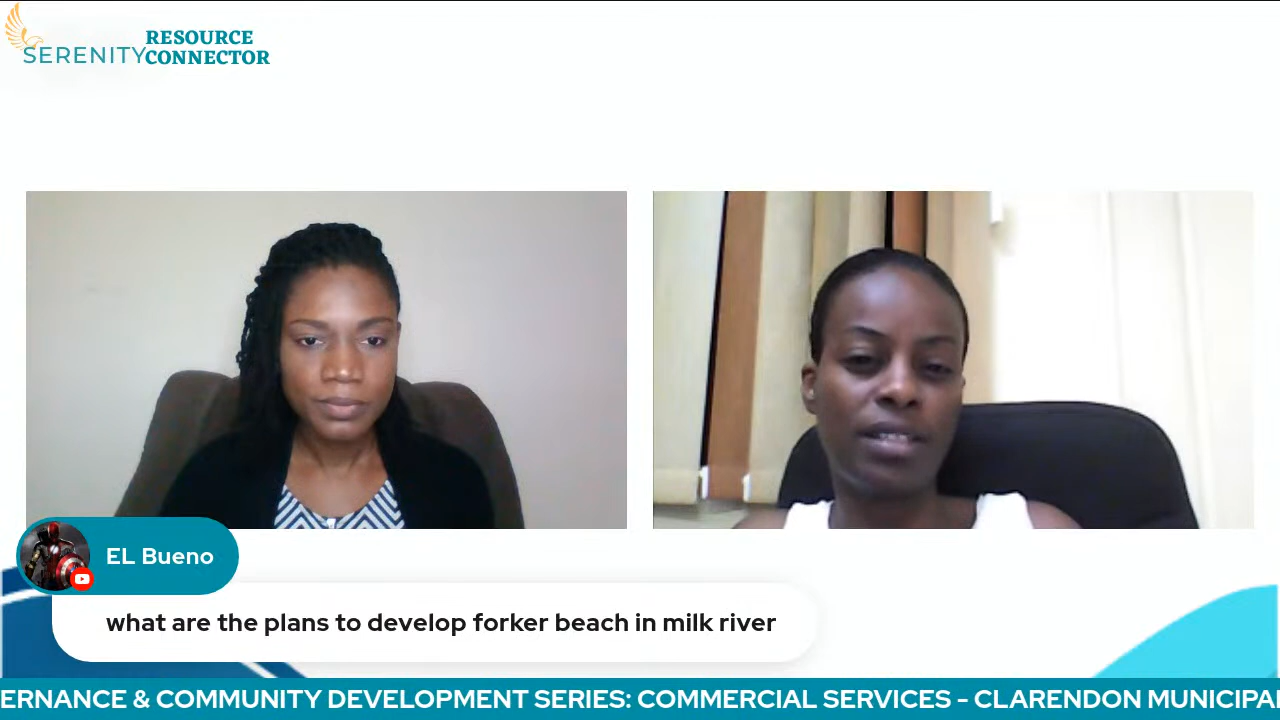 SERENITY
RESOURCE
CONNECTOR
EL Bueno
what are the plans to develop forker beach in milk river
ERNANCE & COMMUNITY DEVELOPMENT SERIES: COMMERCIAL SERVICES - CLARENDON MUNICIPA